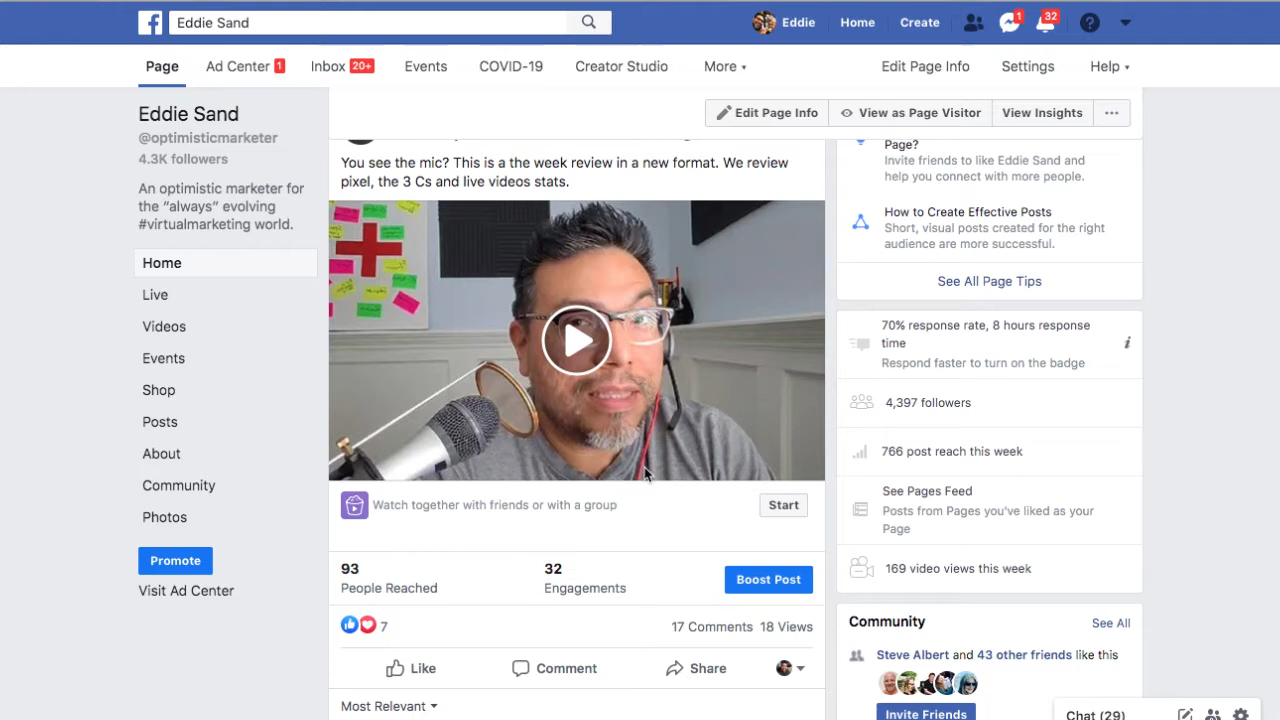 Eddie Sand
Eddie
Home
Create
1
32
Page
Ad Center 1
Inbox 20+
Events
COVID-19
Creator Studio
More
Edit Page Info
Settings
Help
Eddie Sand
@optimisticmarketer
4.3K followers
An optimistic marketer for
the “always” evolving
#virtualmarketing world.
Home
Live
Videos
Events
Shop
Posts
About
Community
Photos
Promote
Visit Ad Center
Edit Page Info
View as Page Visitor
View Insights
You see the mic? This is a the week review in a new format. We review
pixel, the 3 Cs and live videos stats.
Watch together with friends or with a group
Start
93
People Reached
32
Engagements
Boost Post
7
17 Comments 18 Views
Like
Comment
Share
Most Relevant
Page?
Invite friends to like Eddie Sand and
help you connect with more people.
How to Create Effective Posts
Short, visual posts created for the right
audience are more successful.
See All Page Tips
70% response rate, 8 hours response
time
Respond faster to turn on the badge
4,397 followers
766 post reach this week
See Pages Feed
Posts from Pages you've liked as your
Page
169 video views this week
Community
See All
Steve Albert and 43 other friends like this
Invite Friends
Chat (29)